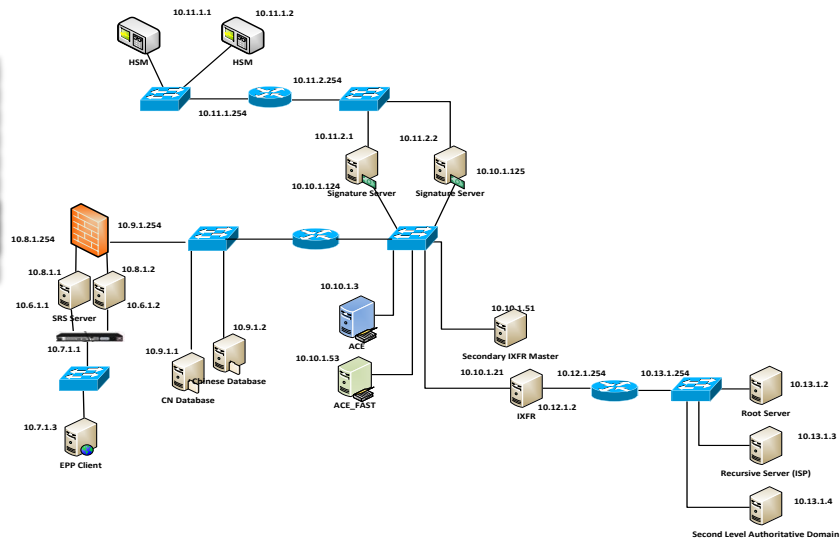 10.11.1.1
10.11.1.2
HSM
HSM
10.11.2.254
10.11.1.254
10.11.2.1
10.11.2.2
10.10.1.124
Signature Server
Signature Server
10.10.1.125
10.9.1.254
10.8.1.254
10.8.1.1
10.8.1.2
10.6.1.1
10.6.1.2
SRS Server
10.7.1.1
10.7.1.3
EPP Client
10.9.1.1
10.9.1.2
Chinese Database
CN Database
10.10.1.3
ACE
10.10.1.53
ACE_FAST
10.10.1.51
Secondary IXFR Master
10.10.1.21
IXFR
10.12.1.2
10.12.1.254
10.13.1.254
10.13.1.2
Root Server
10.13.1.3
Recursive Server (ISP)
10.13.1.4
Second Level Authoritative Domain